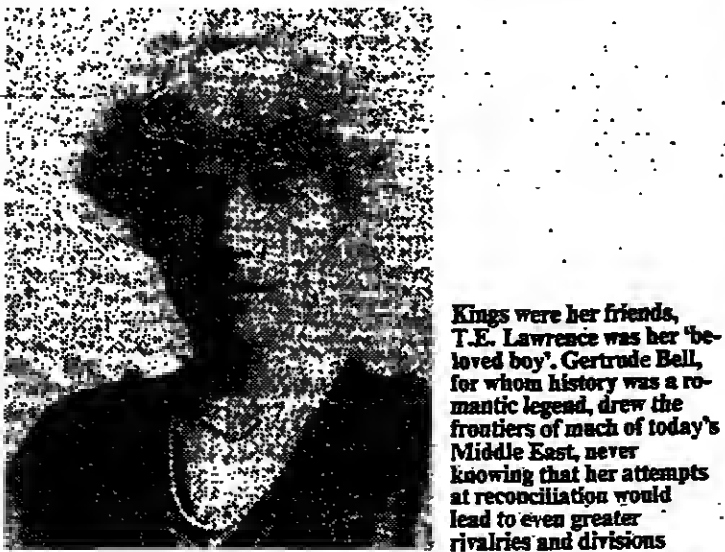 Kings were her friends,
T.E. Lawrence was her 'be-
loved boy'. Gertrude Bell,
for whom history was a ro-
mantic legend, drew the
frontiers of much of today's
Middle East, never
knowing that her attempts
at reconciliation would
lead to even greater
rivalries and divisions